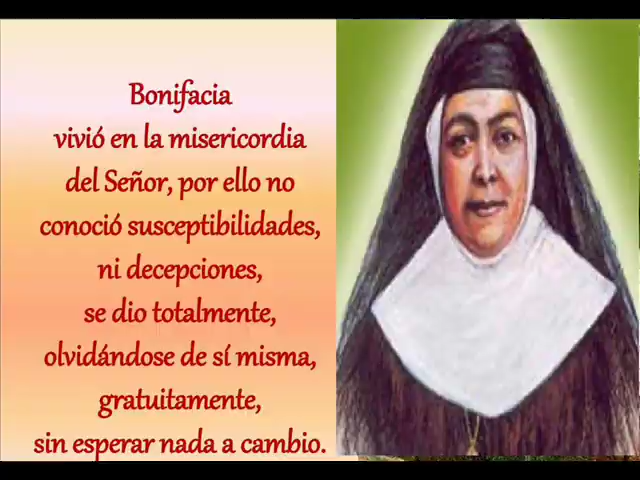 Bonifacia
vivió en la misericordia
del Señor, por ello no
conoció susceptibilidades,
ni decepciones,
se dio totalmente,
olvidándose de sí misma,
gratuitamente,
sin esperar nada a cambio.